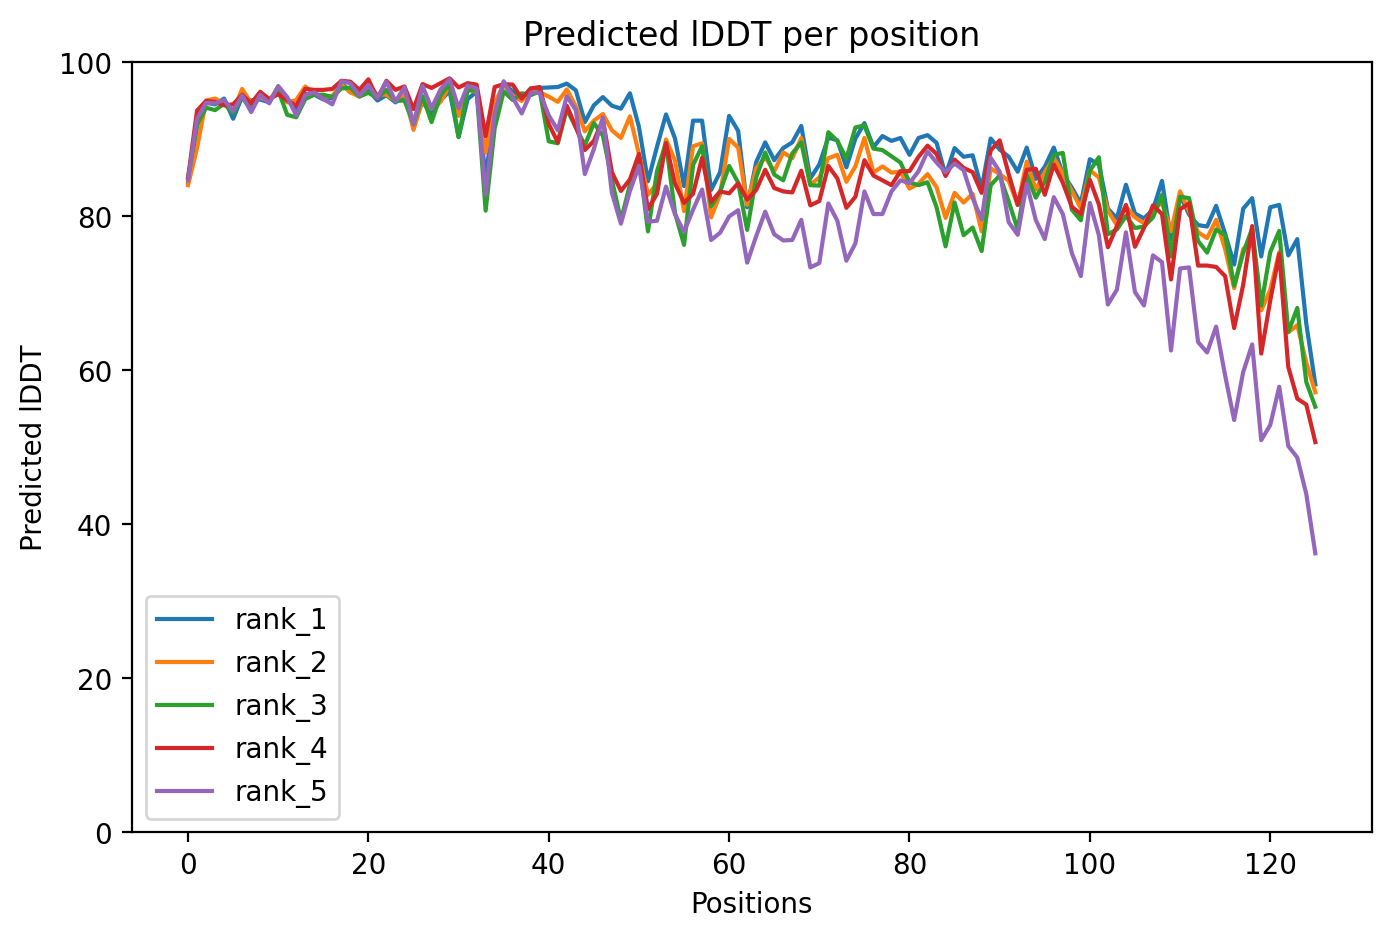 Predicted lDDT per position
100
80
60
40
20
0
Predicted lDDT
rank_1
rank_2
rank_3
rank_4
rank_5
0 20 40 60 80 100 120
Positions